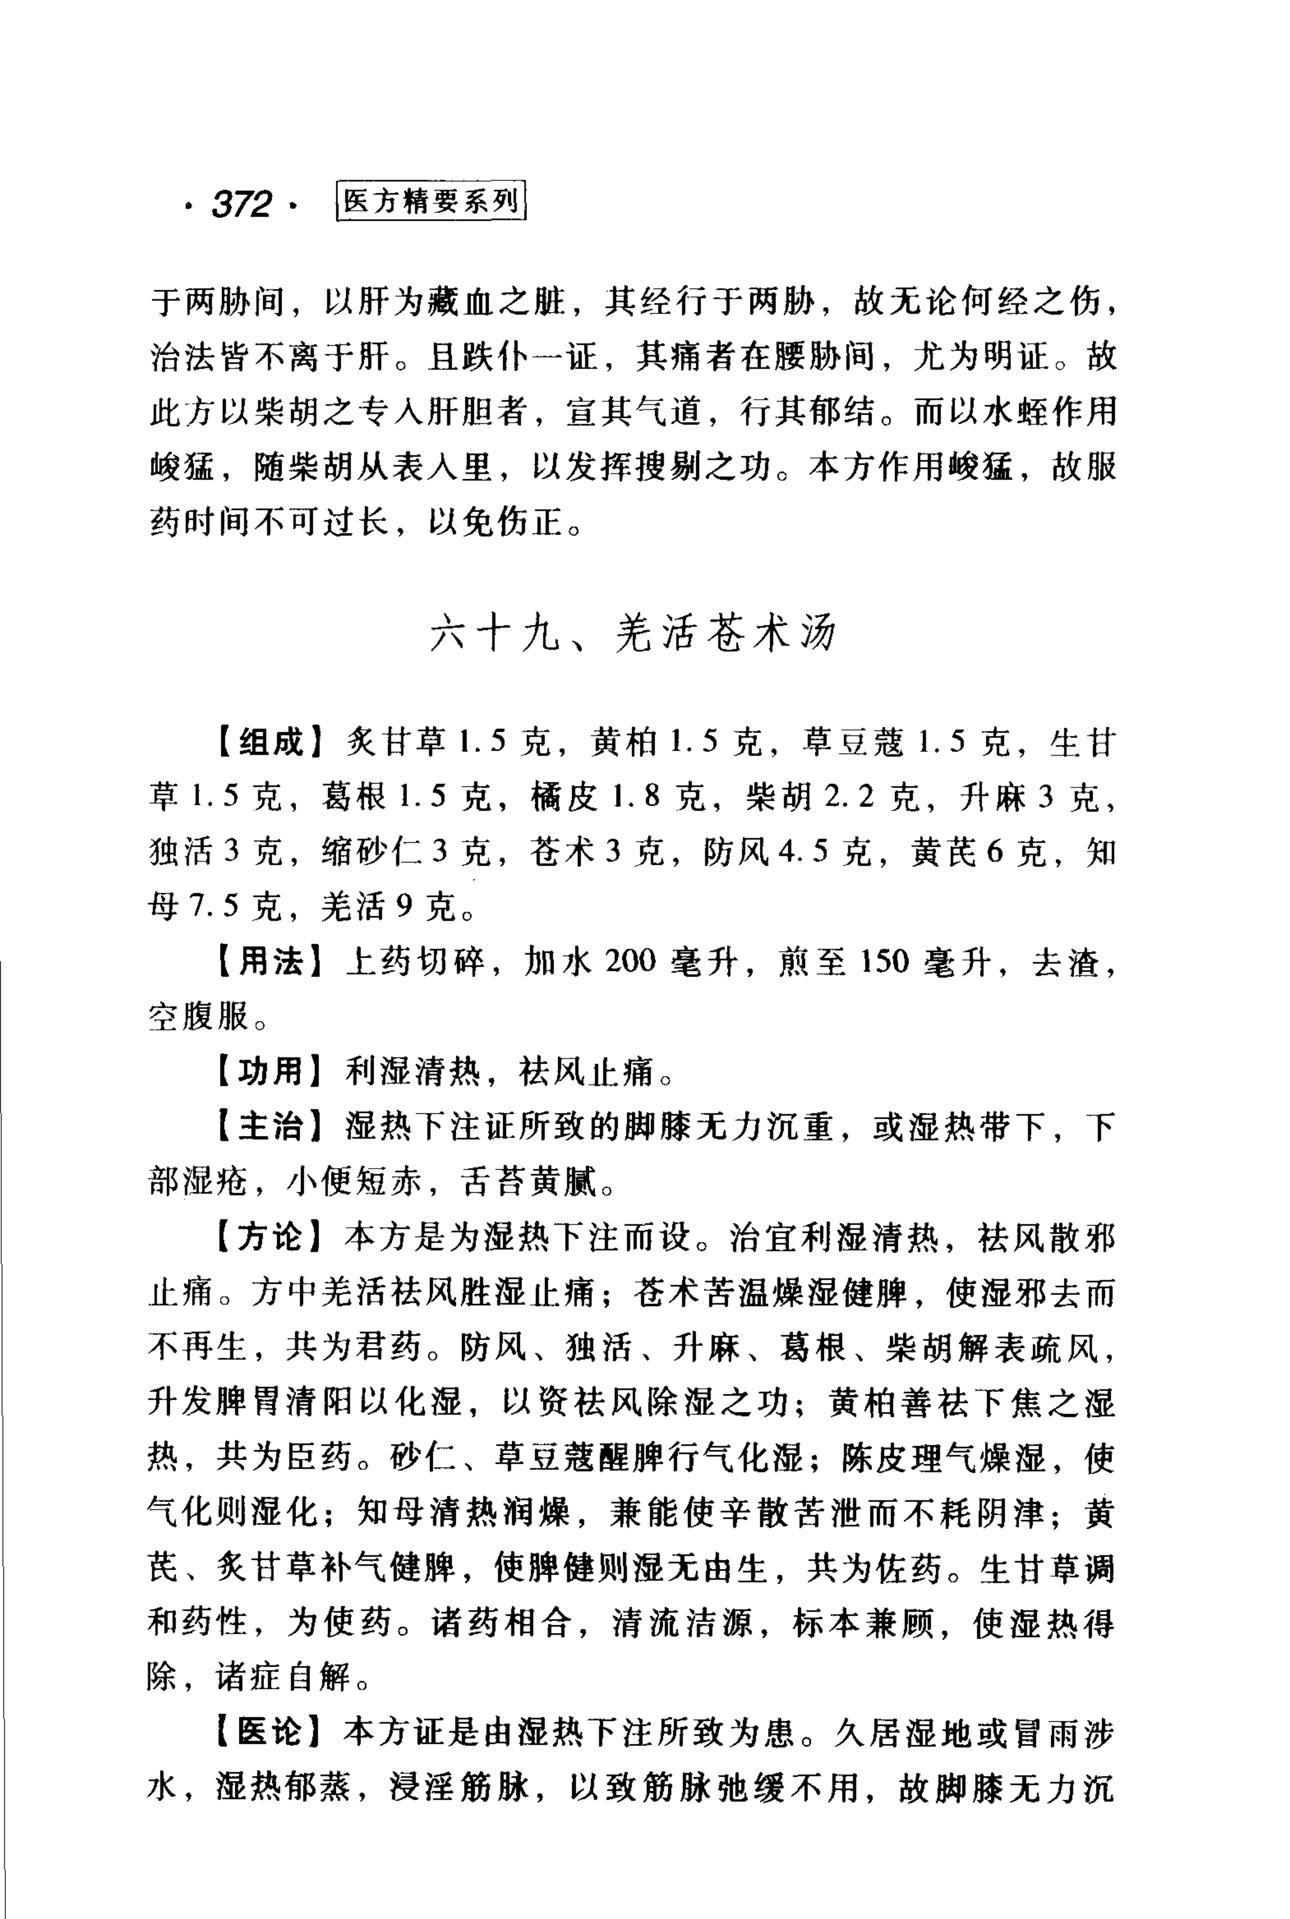 · 372 · 医方精要系列
于两胁间，以肝为藏血之脏，其经行于两胁，故无论何经之伤，
治法皆不离于肝。且跌仆一证，其痛者在腰胁间，尤为明证。故
此方以柴胡之专入肝胆者，宣其气道，行其郁结。而以水蛭作用
峻猛，随柴胡从表入里，以发挥搜剔之功。本方作用峻猛，故服
药时间不可过长，以免伤正。
六十九、羌活苍术汤
【组成】炙甘草 1.5 克，黄柏 1.5 克，草豆蔻 1.5 克，生甘
草 1.5 克，葛根 1.5 克，橘皮 1.8 克，柴胡 2.2 克，升麻 3 克，
独活 3 克，缩砂仁 3 克，苍术 3 克，防风 4.5 克，黄芪 6 克，知
母 7.5 克，羌活 9 克。
【用法】上药切碎，加水 200 毫升，煎至 150 毫升，去渣，
空腹服。
【功用】利湿清热，祛风止痛。
【主治】湿热下注证所致的脚膝无力沉重，或湿热带下，下
部湿疮，小便短赤，舌苔黄腻。
【方论】本方是为湿热下注而设。治宜利湿清热，祛风散邪
止痛。方中羌活祛风胜湿止痛；苍术苦温燥湿健脾，使湿邪去而
不再生，共为君药。防风、独活、升麻、葛根、柴胡解表疏风，
升发脾胃清阳以化湿，以资祛风除湿之功；黄柏善祛下焦之湿
热，共为臣药。砂仁、草豆蔻醒脾行气化湿；陈皮理气燥湿，使
气化则湿化；知母清热润燥，兼能使辛散苦泄而不耗阴津；黄
芪、炙甘草补气健脾，使脾健则湿无由生，共为佐药。生甘草调
和药性，为使药。诸药相合，清流洁源，标本兼顾，使湿热得
除，诸症自解。
【医论】本方证是由湿热下注所致为患。久居湿地或冒雨涉
水，湿热郁蒸，浸淫筋脉，以致筋脉弛缓不用，故脚膝无力沉